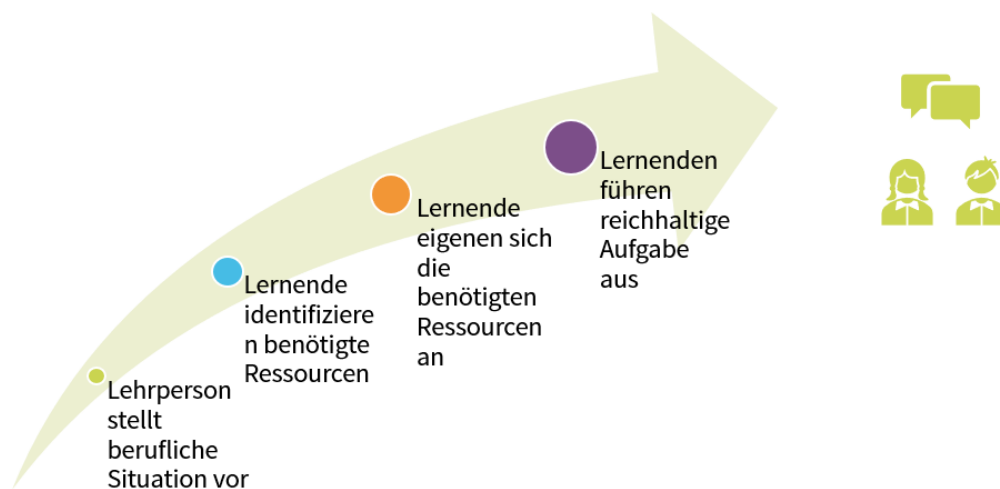 Lehrperson
stellt
berufliche
Situation vor
Lernende
identifiziere
n benötigte
Ressourcen
Lernende
eigenen sich
die
benötigten
Ressourcen
an
Lernenden
führen
reichhaltige
Aufgabe
aus